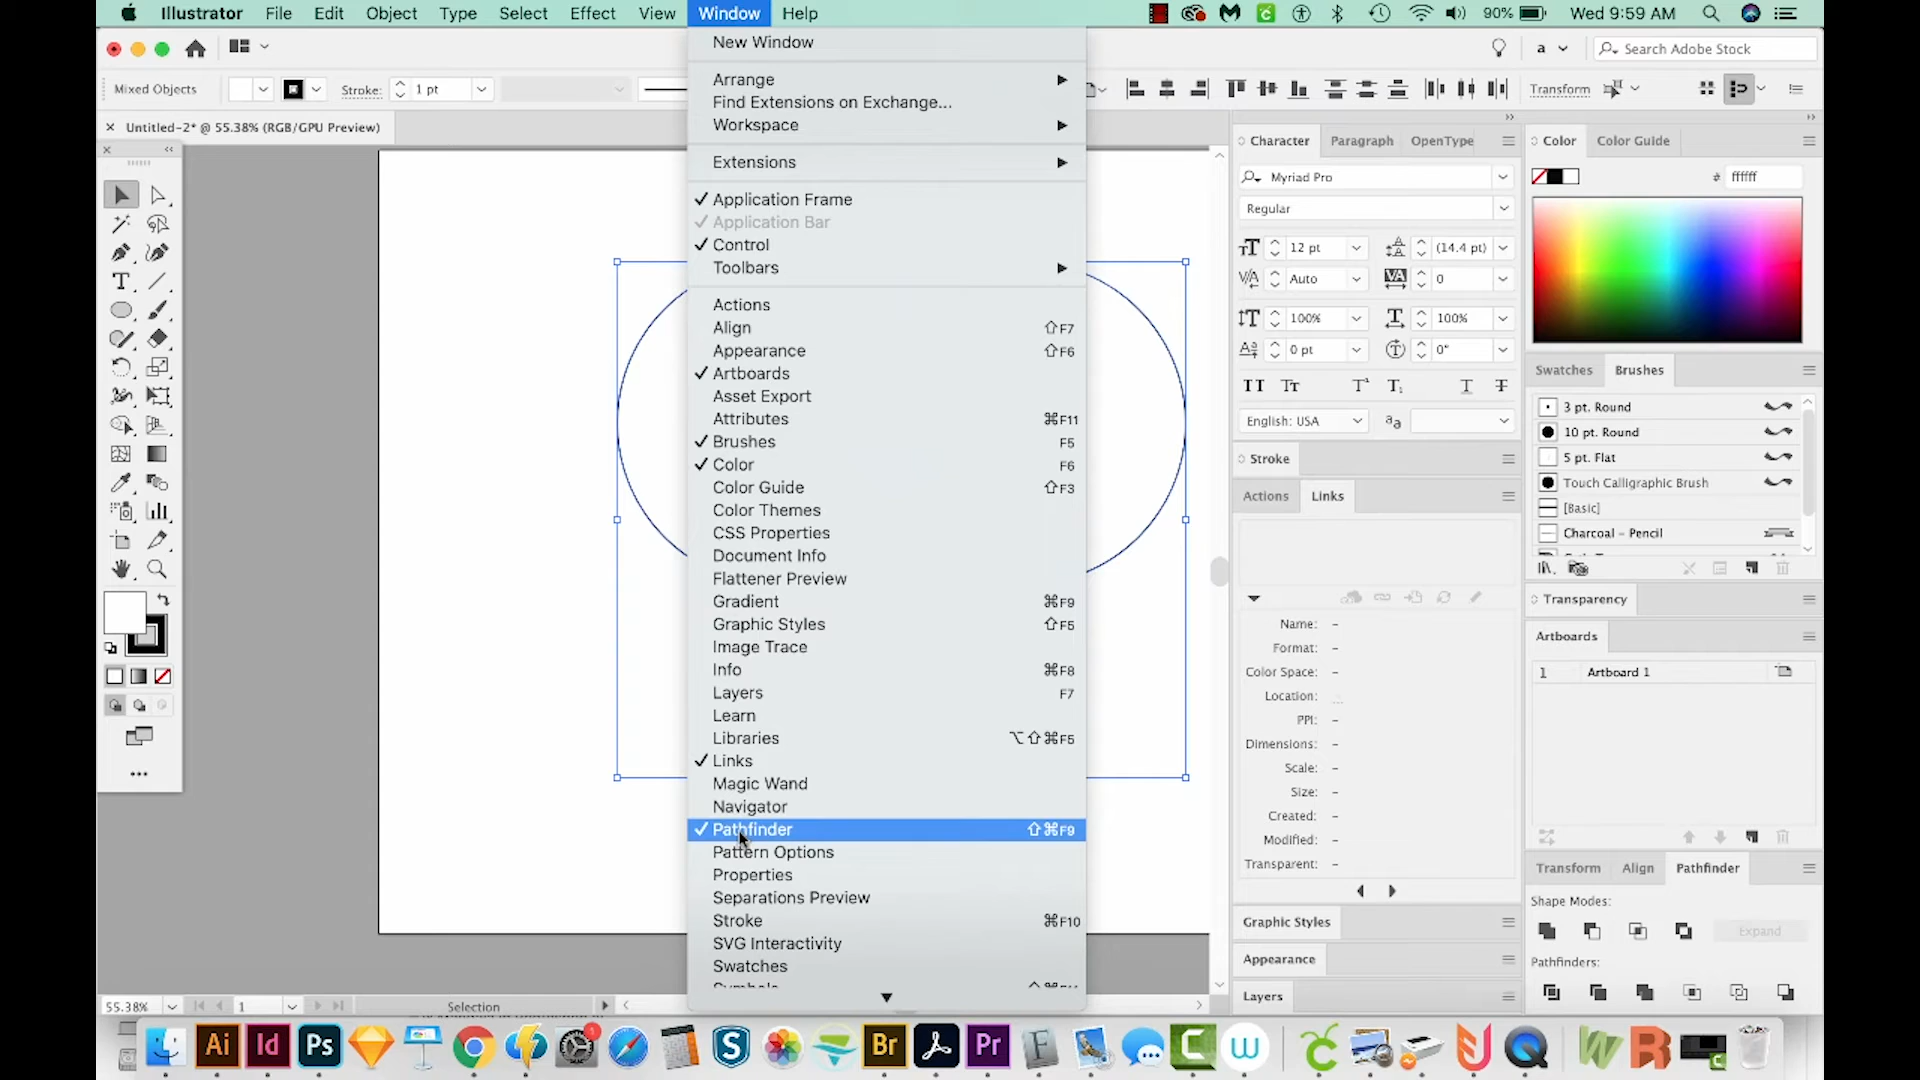 Illustrator File Edit Object Type Select Effect View Window Help
90% Wed 9:59 AM
a Search Adobe Stock
Mixed Objects Stroke: 1 pt Transform
Untitled-2* @ 55.38% (RGB/GPU Preview)
New Window
Arrange
Find Extensions on Exchange...
Workspace
Extensions
Application Frame
Application Bar
Control
Toolbars
Actions
Align ⇧F7
Appearance ⇧F6
Artboards
Asset Export
Attributes ⌘F11
Brushes F5
Color F6
Color Guide ⇧F3
Color Themes
CSS Properties
Document Info
Flattener Preview
Gradient ⌘F9
Graphic Styles ⇧F5
Image Trace
Info ⌘F8
Layers F7
Learn
Libraries ⌥⇧⌘F5
Links
Magic Wand
Navigator
Pathfinder ⇧⌘F9
Pattern Options
Properties
Separations Preview
Stroke ⌘F10
SVG Interactivity
Swatches
Character Paragraph OpenType
Myriad Pro
Regular
12 pt (14.4 pt)
Auto 0
100% 100%
0 pt 0°
English: USA
Stroke
Actions Links
Name: –
Format: –
Color Space: –
Location:
PPI: –
Dimensions: –
Scale: –
Size: –
Created: –
Modified: –
Transparent: –
Graphic Styles
Appearance
Layers
Color Color Guide
# ffffff
Swatches Brushes
3 pt. Round
10 pt. Round
5 pt. Flat
Touch Calligraphic Brush
[Basic]
Charcoal – Pencil
Transparency
Artboards
1 Artboard 1
Transform Align Pathfinder
Shape Modes:
Expand
Pathfinders:
55.38% 1 Selection
Ai Id Ps Br Pr